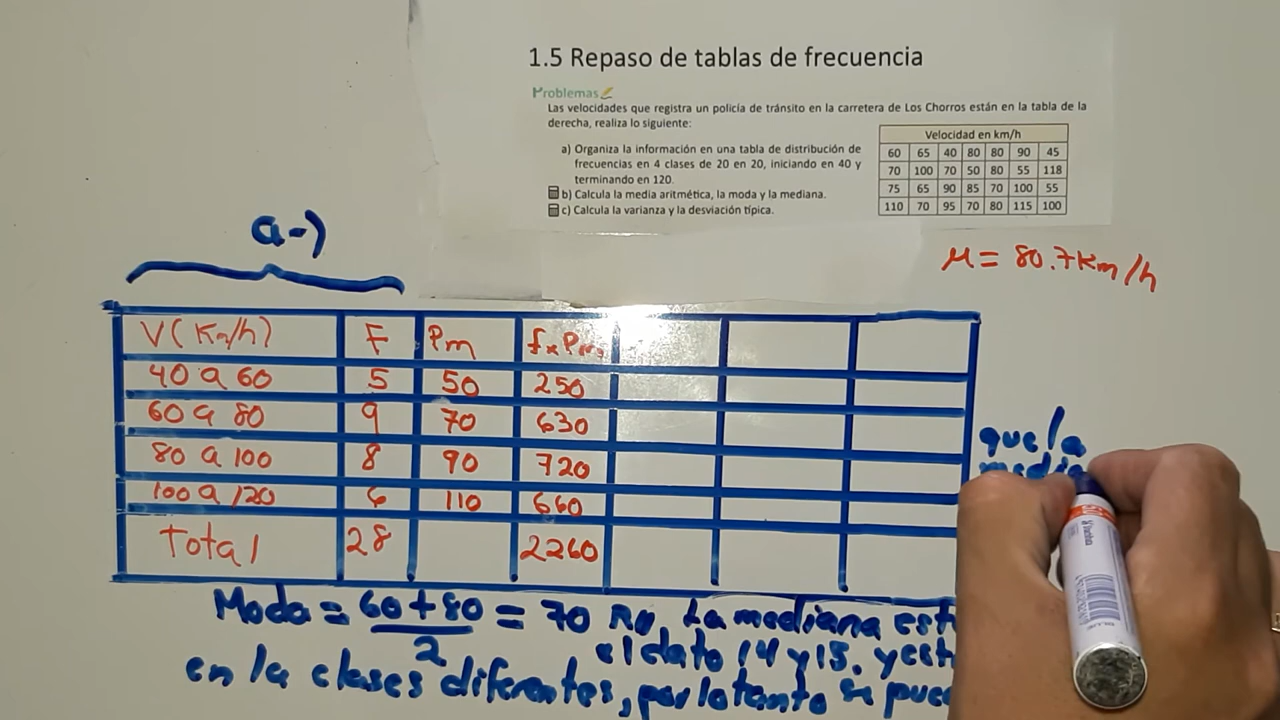 1.5 Repaso de tablas de frecuencia
Problemas
Las velocidades que registra un policía de tránsito en la carretera de Los Chorros están en la tabla de la
derecha, realiza lo siguiente:
a) Organiza la información en una tabla de distribución de
frecuencias en 4 clases de 20 en 20, iniciando en 40 y
terminando en 120.
b) Calcula la media aritmética, la moda y la mediana.
c) Calcula la varianza y la desviación típica.
Velocidad en km/h
60 65 40 80 80 90 45
70 100 70 50 80 55 118
75 65 90 85 70 100 55
110 70 95 70 80 115 100
μ = 80.7 Km/h
a-)
V(Km/h) F Pm f x Pm
40 a 60 5 50 250
60 a 80 9 70 630
80 a 100 8 90 720
100 a 120 6 110 660
Total 28 2260
que la
media
Moda = 60+80 = 70 R//. La mediana est
2
el dato 14 y 15. y est
en la clases diferentes, por lo tanto se pue